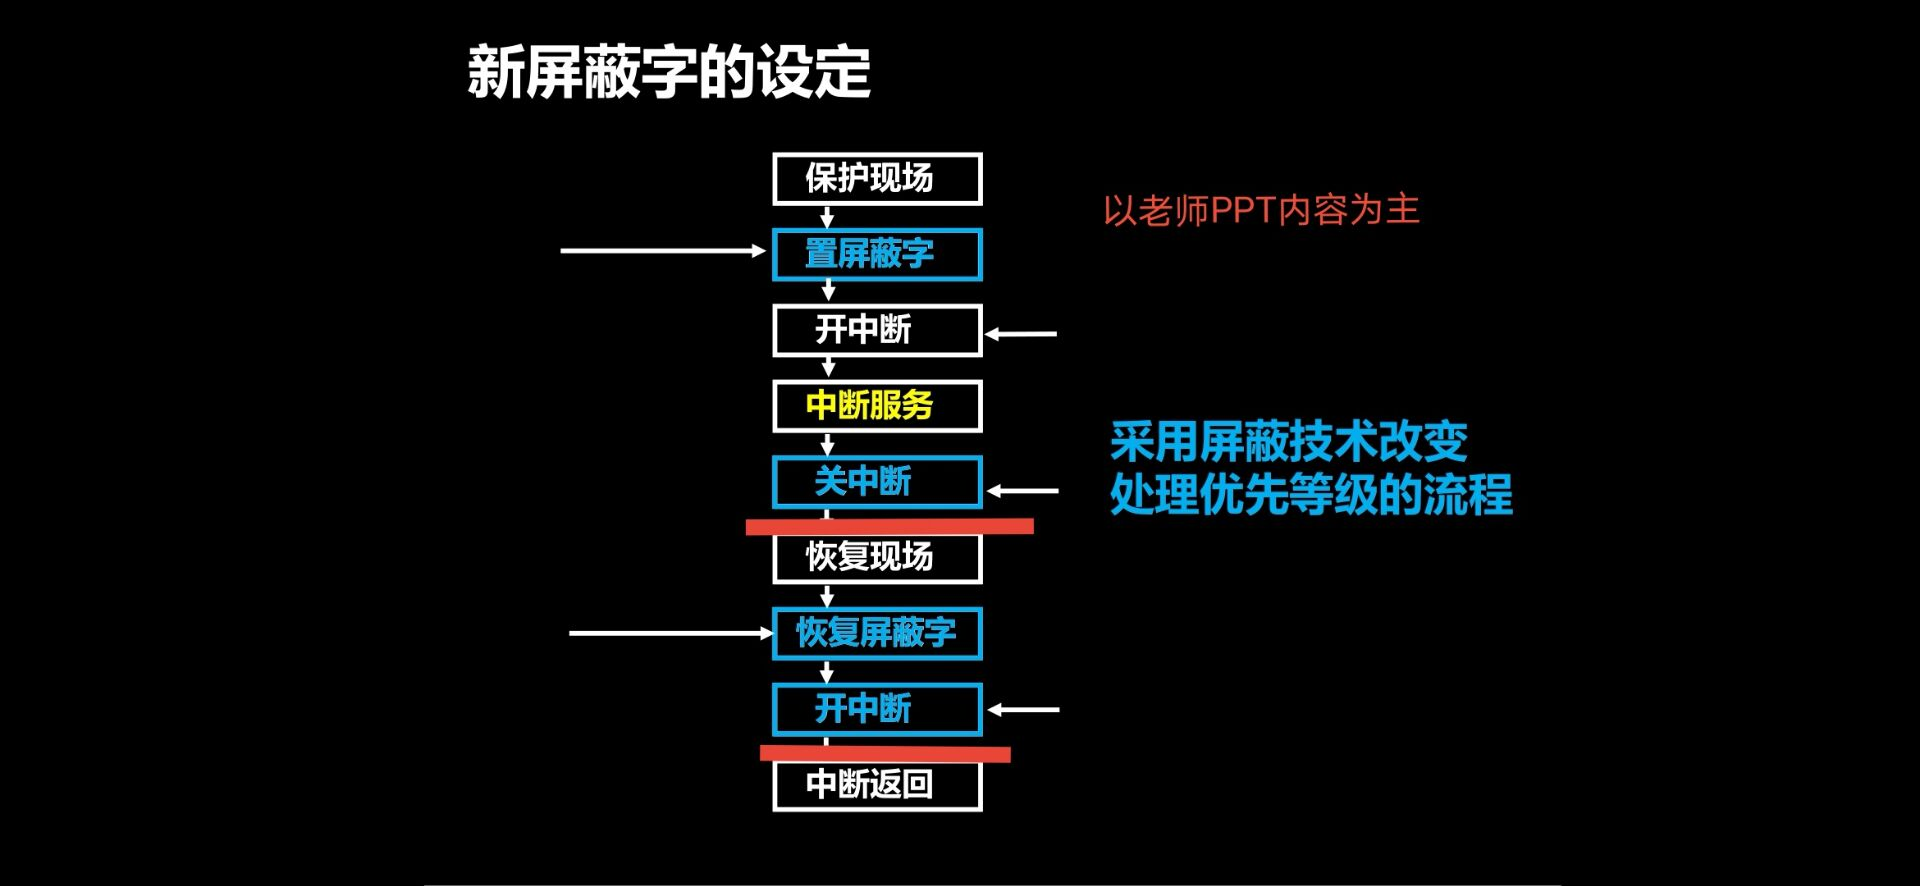 新屏蔽字的设定
保护现场
以老师PPT内容为主
置屏蔽字
开中断
中断服务
采用屏蔽技术改变
处理优先等级的流程
关中断
恢复现场
恢复屏蔽字
开中断
中断返回